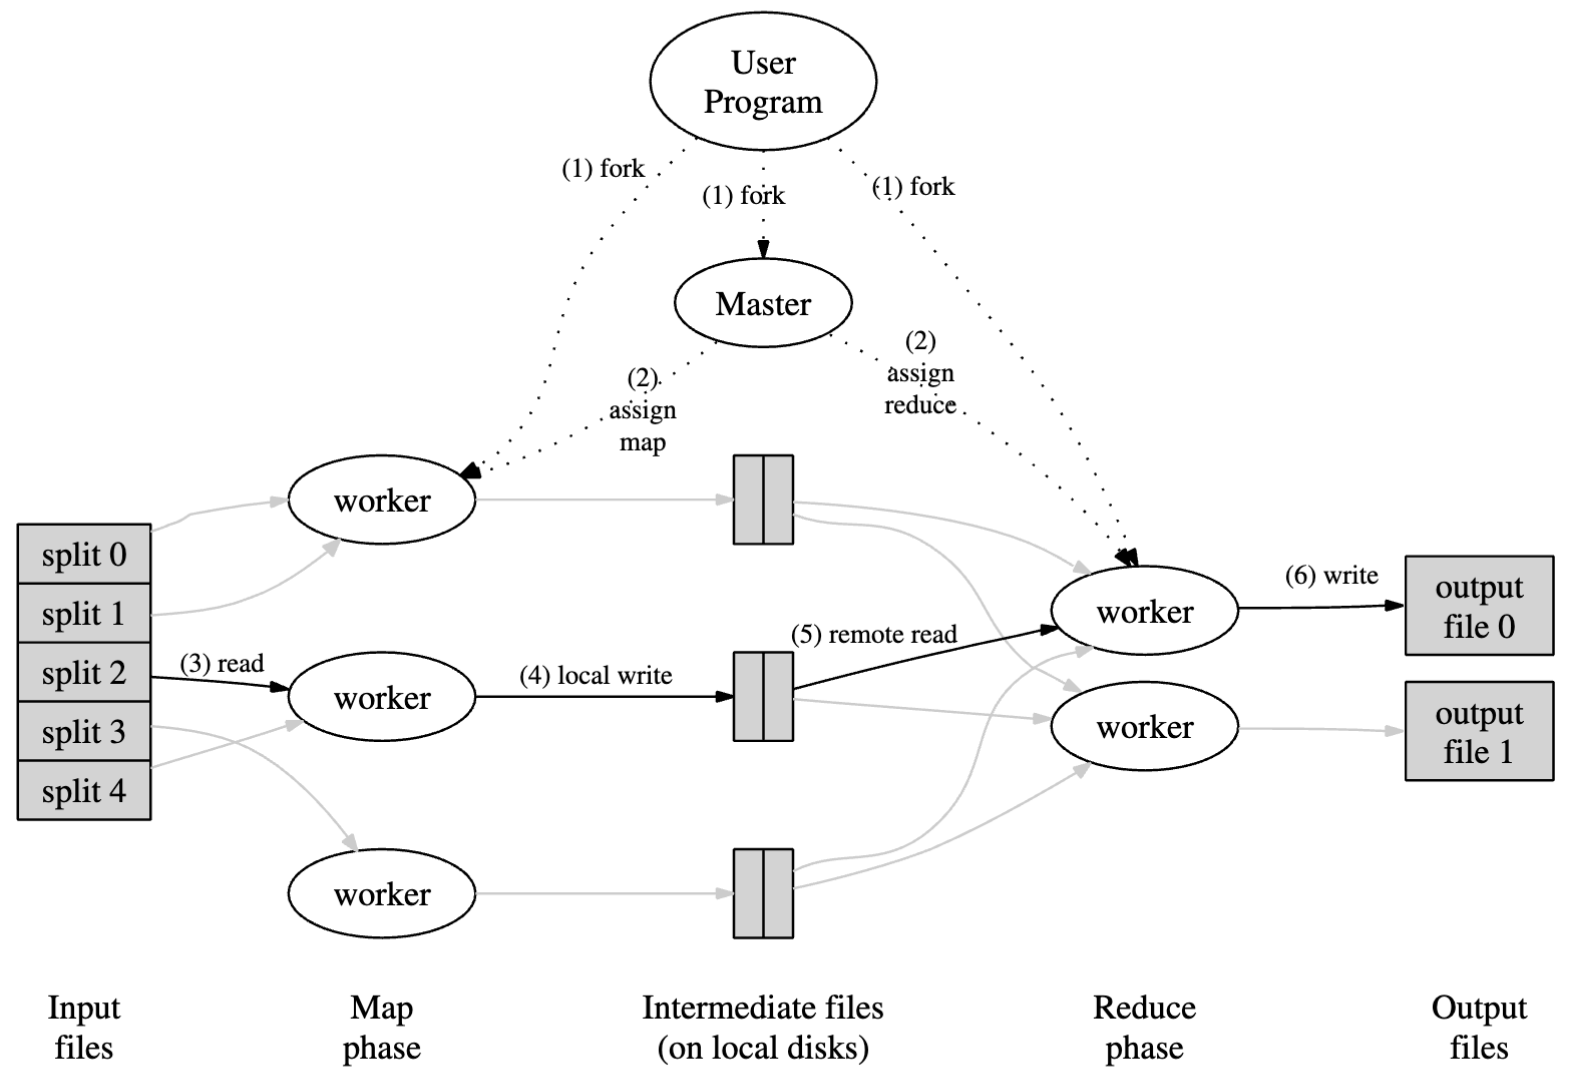 User
Program
(1) fork
(1) fork
(1) fork
Master
(2)
assign
map
(2)
assign
reduce
worker
split 0
split 1
split 2
split 3
split 4
(3) read
worker
(4) local write
(5) remote read
worker
worker
worker
(6) write
output
file 0
output
file 1
Input
files
Map
phase
Intermediate files
(on local disks)
Reduce
phase
Output
files